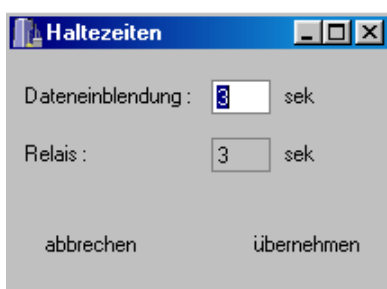 Haltezeiten
Dateneinblendung : 3 sek
Relais : 3 sek
abbrechen übernehmen